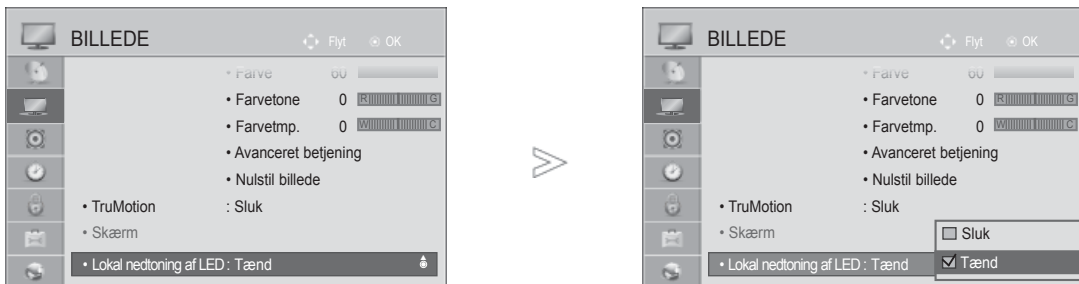 BILLEDE Flyt OK
• Farve 60
• Farvetone 0 R G
• Farvetmp. 0 W C
• Avanceret betjening
• Nulstil billede
• TruMotion : Sluk
• Skærm
• Lokal nedtoning af LED : Tænd
BILLEDE Flyt OK
• Farve 60
• Farvetone 0 R G
• Farvetmp. 0 W C
• Avanceret betjening
• Nulstil billede
• TruMotion : Sluk
• Skærm
• Lokal nedtoning af LED : Tænd
Sluk
Tænd